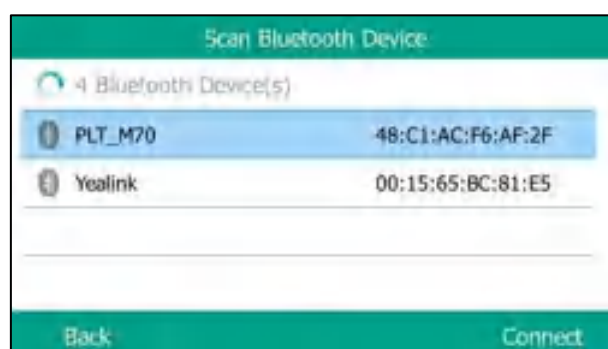 Scan Bluetooth Device
4 Bluetooth Device(s)
PLT_M70 48:C1:AC:F6:AF:2F
Yealink 00:15:65:BC:81:E5
Back Connect